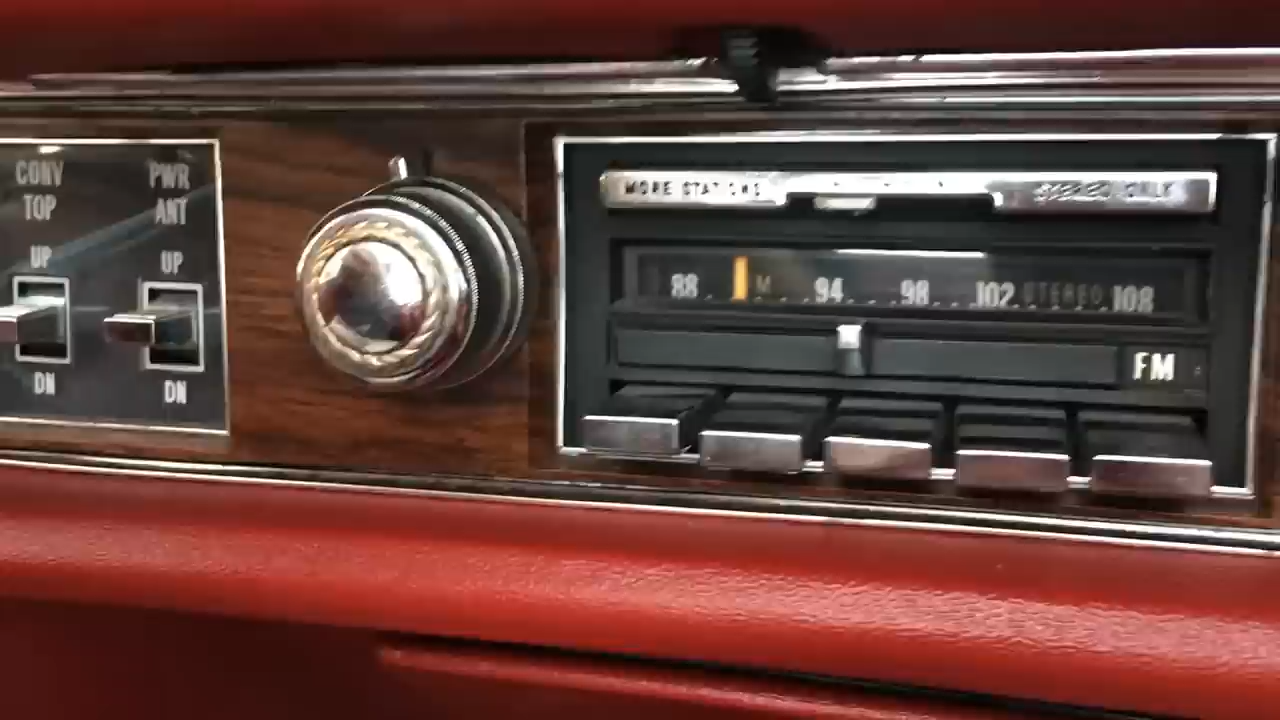 CONV
TOP
UP
DN
PWR
ANT
UP
DN
MORE STATIONS
88 M 94 98 102 STEREO 108
FM